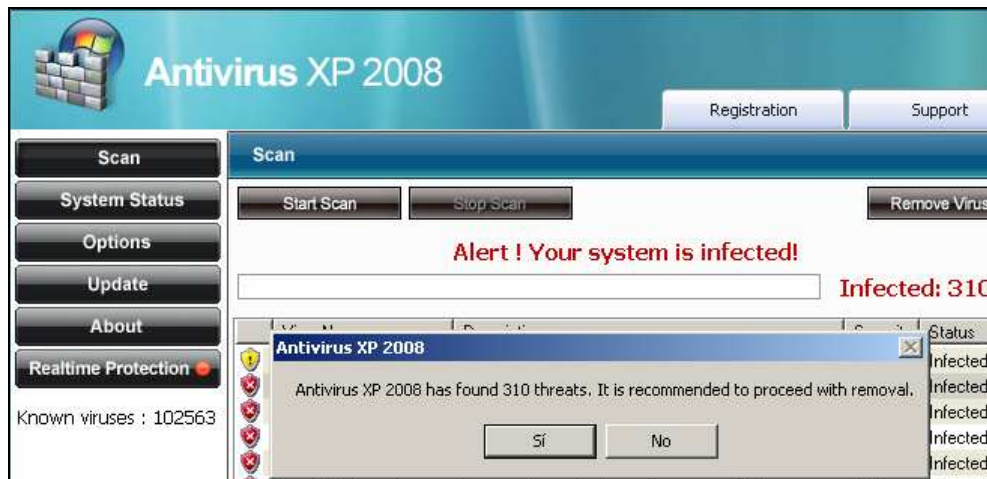 Antivirus XP 2008
Registration
Support
Scan
System Status
Options
Update
About
Realtime Protection
Known viruses : 102563
Scan
Start Scan
Stop Scan
Remove Virus
Alert ! Your system is infected!
Infected: 310
Status
Antivirus XP 2008
Antivirus XP 2008 has found 310 threats. It is recommended to proceed with removal.
Sí
No
Infected
Infected
Infected
Infected
Infected